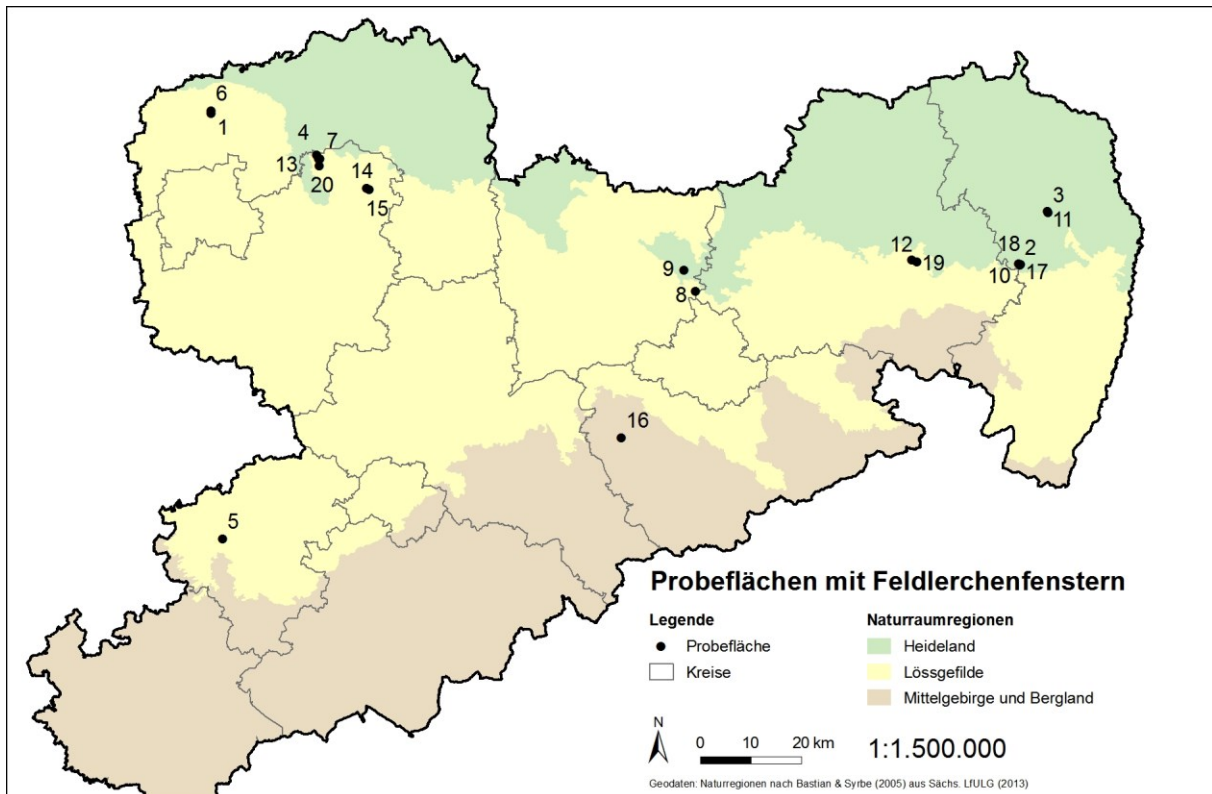 6
1
4
7
13
20
14
15
3
11
18
2
10
17
12
19
9
8
16
5
Probeflächen mit Feldlerchenfenstern
Legende
Probefläche
Kreise
Naturraumregionen
Heideland
Lössgefilde
Mittelgebirge und Bergland
N
0 10 20 km
1:1.500.000
Geodaten: Naturregionen nach Bastian & Syrbe (2005) aus Sächs. LfULG (2013)